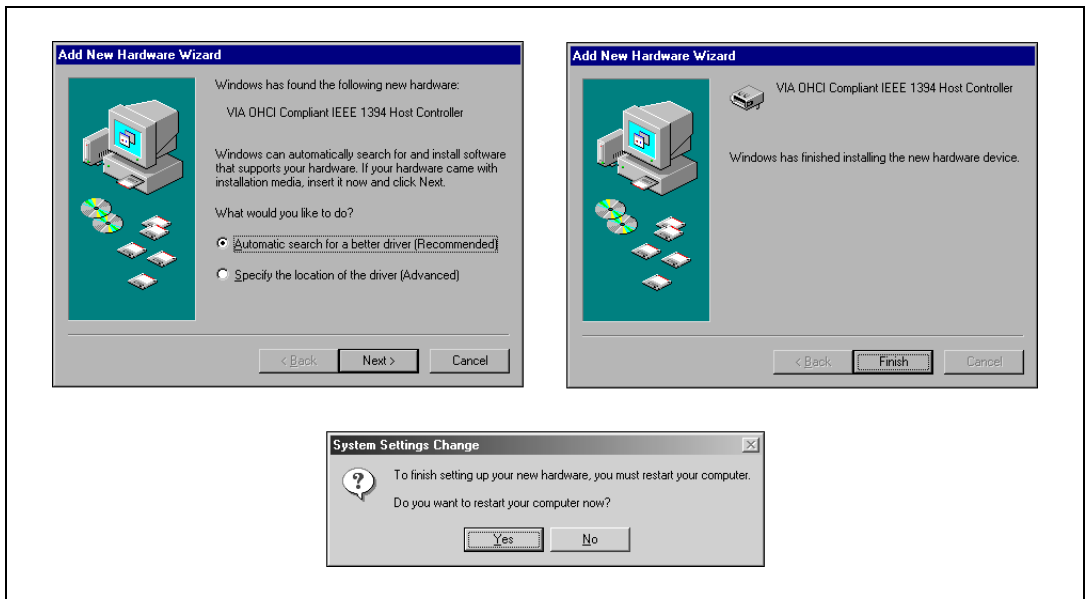 Add New Hardware Wizard
Windows has found the following new hardware:
VIA OHCI Compliant IEEE 1394 Host Controller
Windows can automatically search for and install software
that supports your hardware. If your hardware came with
installation media, insert it now and click Next.
What would you like to do?
Automatic search for a better driver (Recommended)
Specify the location of the driver (Advanced)
< Back
Next >
Cancel
Add New Hardware Wizard
VIA OHCI Compliant IEEE 1394 Host Controller
Windows has finished installing the new hardware device.
< Back
Finish
Cancel
System Settings Change
To finish setting up your new hardware, you must restart your computer.
Do you want to restart your computer now?
Yes
No